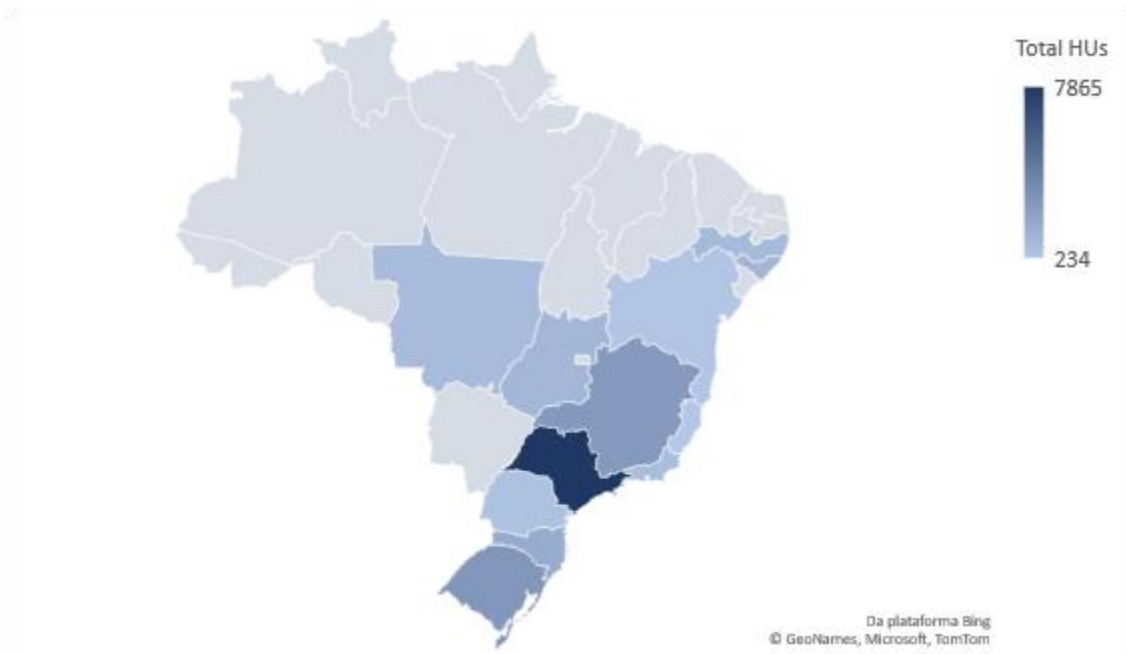 Total HUs
7865
234
Da plataforma Bing
© GeoNames, Microsoft, TomTom